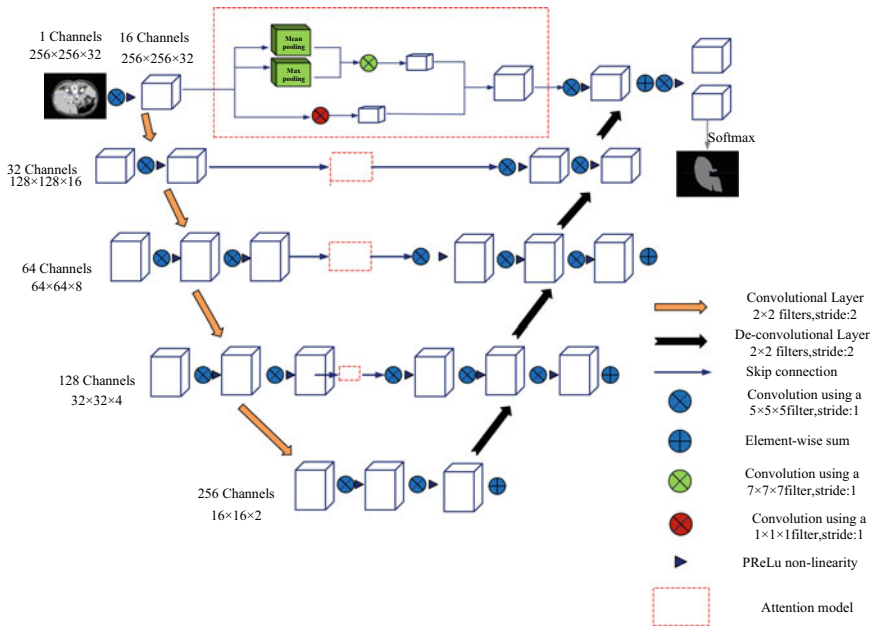 1 Channels
256×256×32
16 Channels
256×256×32
Mean
pooling
Max
pooling
Softmax
32 Channels
128×128×16
64 Channels
64×64×8
128 Channels
32×32×4
256 Channels
16×16×2
Convolutional Layer
2×2 filters,stride:2
De-convolutional Layer
2×2 filters,stride:2
Skip connection
Convolution using a
5×5×5filter,stride:1
Element-wise sum
Convolution using a
7×7×7filter,stride:1
Convolution using a
1×1×1filter,stride:1
PReLu non-linearity
Attention model